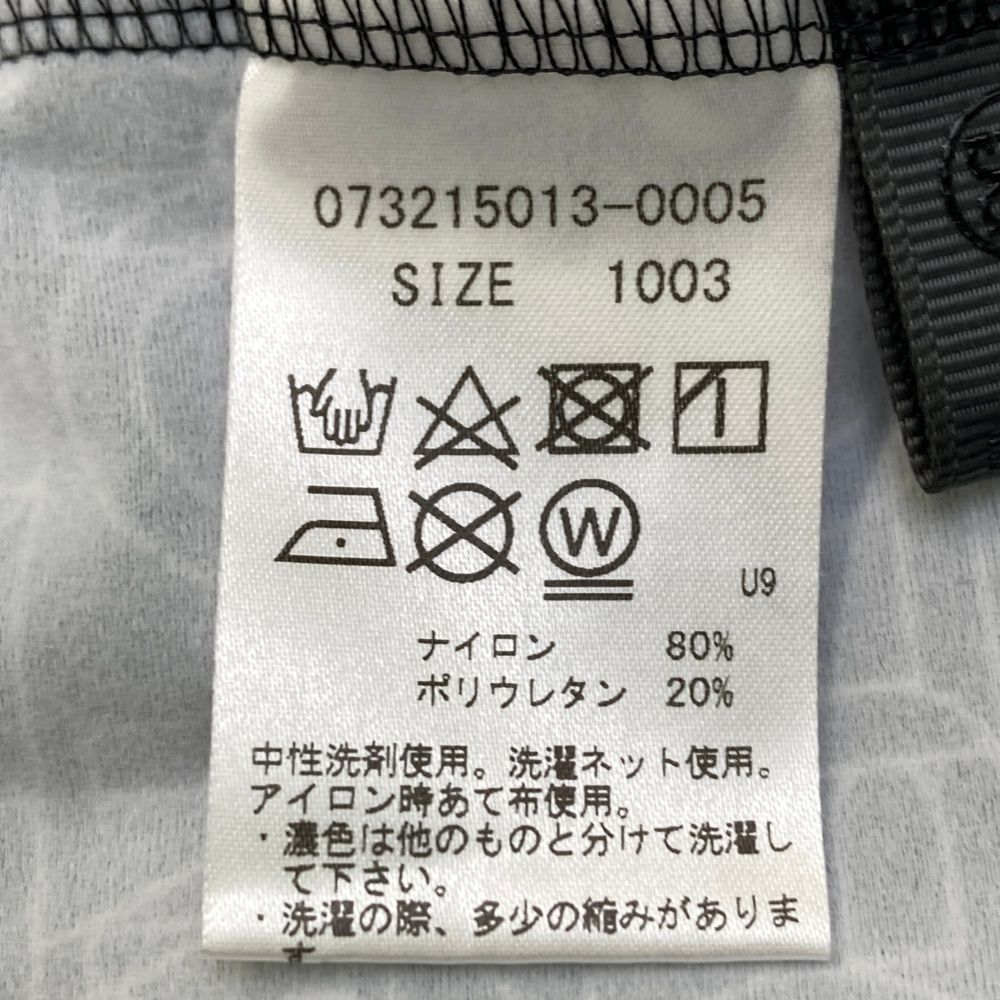 073215013-0005
SIZE 1003
W
U9
ナイロン 80%
ポリウレタン 20%
中性洗剤使用。洗濯ネット使用。
アイロン時あて布使用。
・濃色は他のものと分けて洗濯し
て下さい。
・洗濯の際、多少の縮みがありま
す